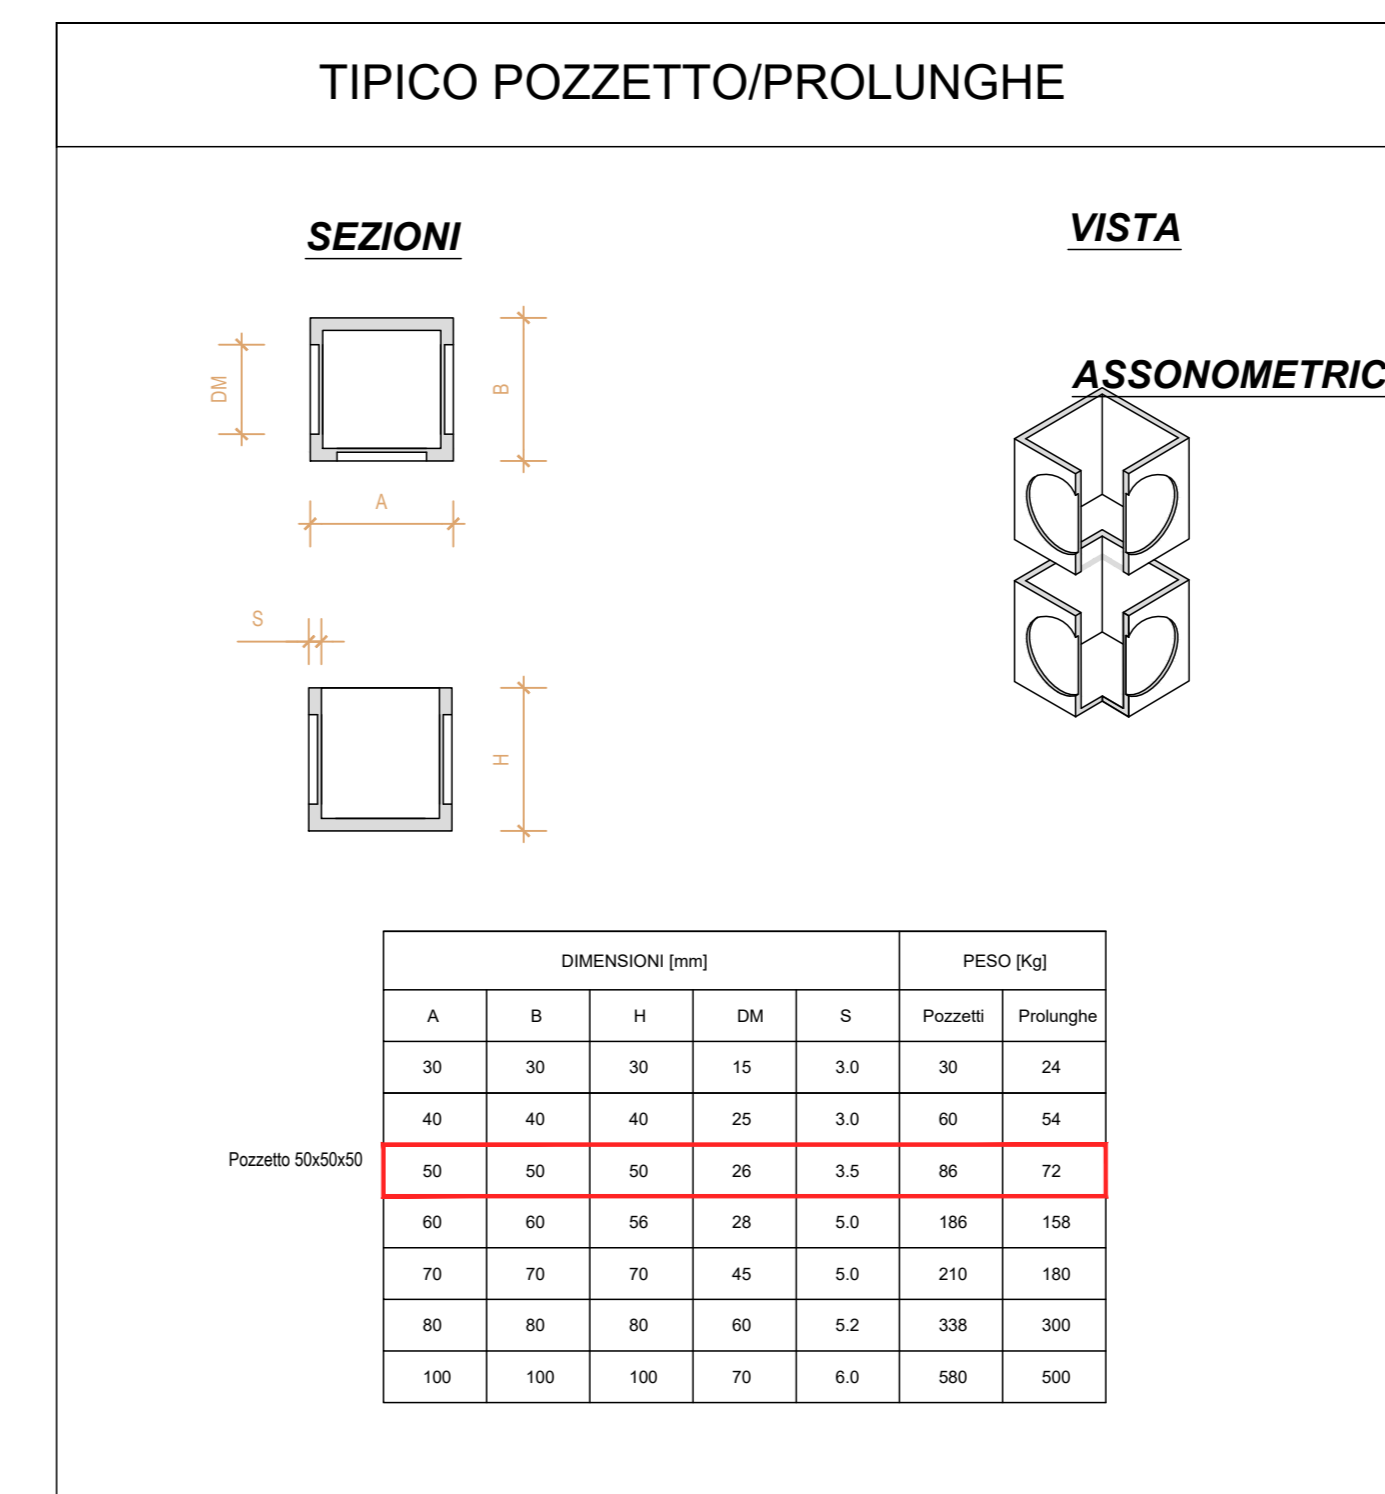 TIPICO POZZETTO/PROLUNGHE
SEZIONI
VISTA
ASSONOMETRIC
DM
B
A
S
H
DIMENSIONI [mm] PESO [Kg]
A B H DM S Pozzetti Prolunghe
30 30 30 15 3.0 30 24
40 40 40 25 3.0 60 54
Pozzetto 50x50x50 50 50 50 26 3.5 86 72
60 60 56 28 5.0 186 158
70 70 70 45 5.0 210 180
80 80 80 60 5.2 338 300
100 100 100 70 6.0 580 500